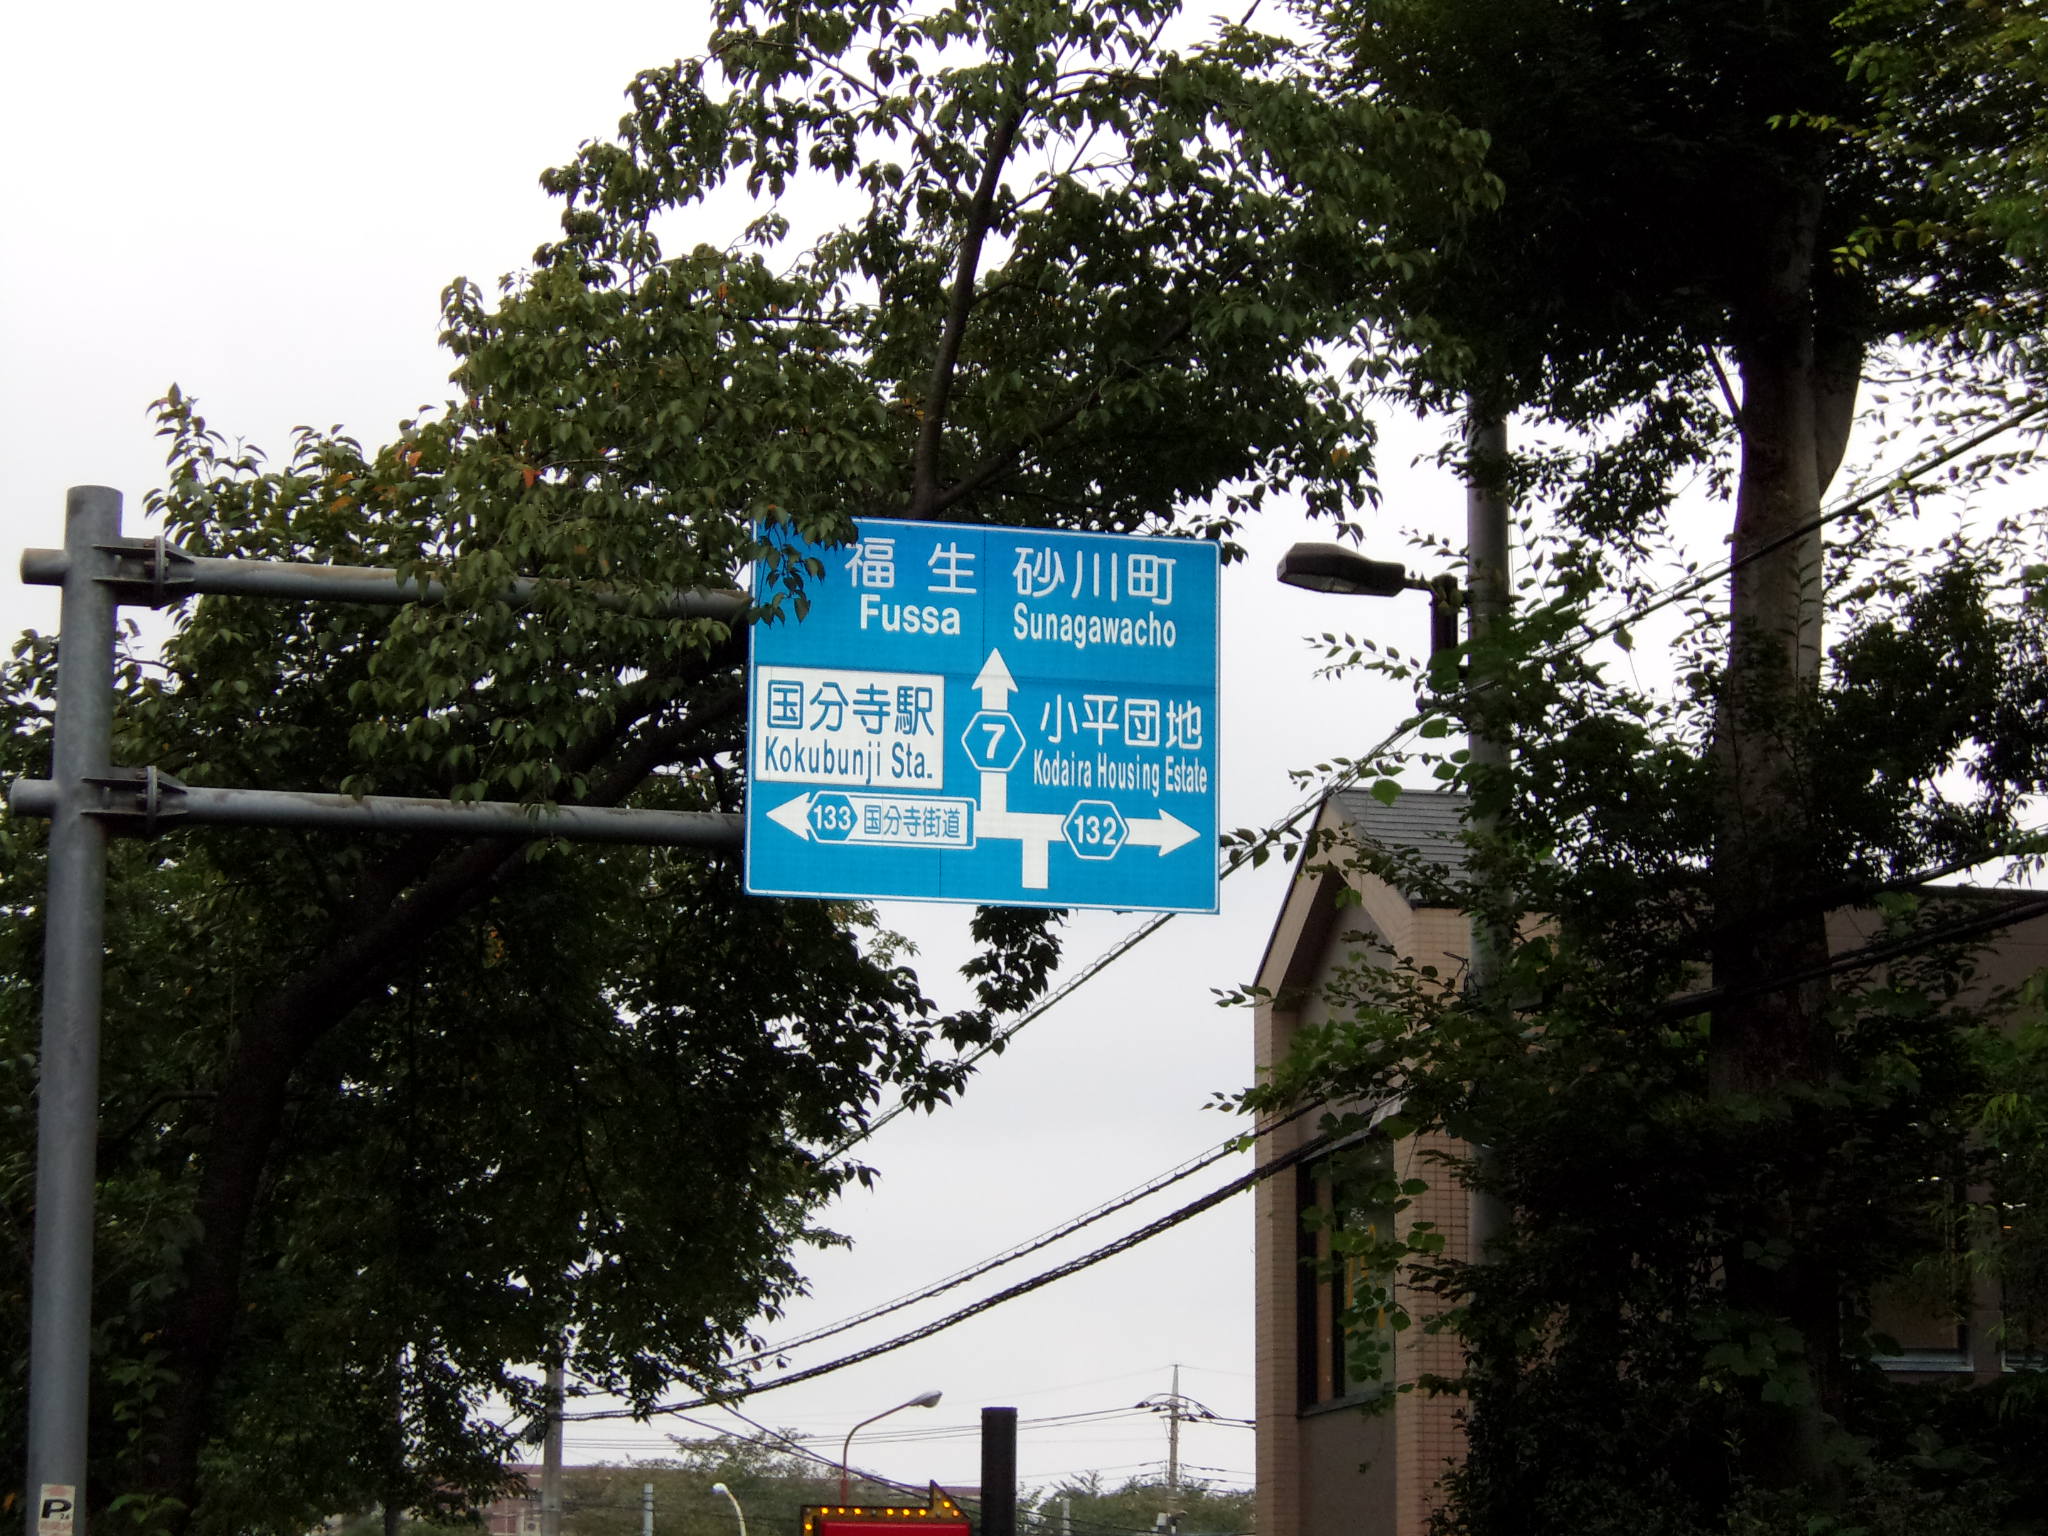 福生 砂川町
Fussa Sunagawacho
国分寺駅
Kokubunji Sta.
7
小平団地
Kodaira Housing Estate
133 国分寺街道
132
P